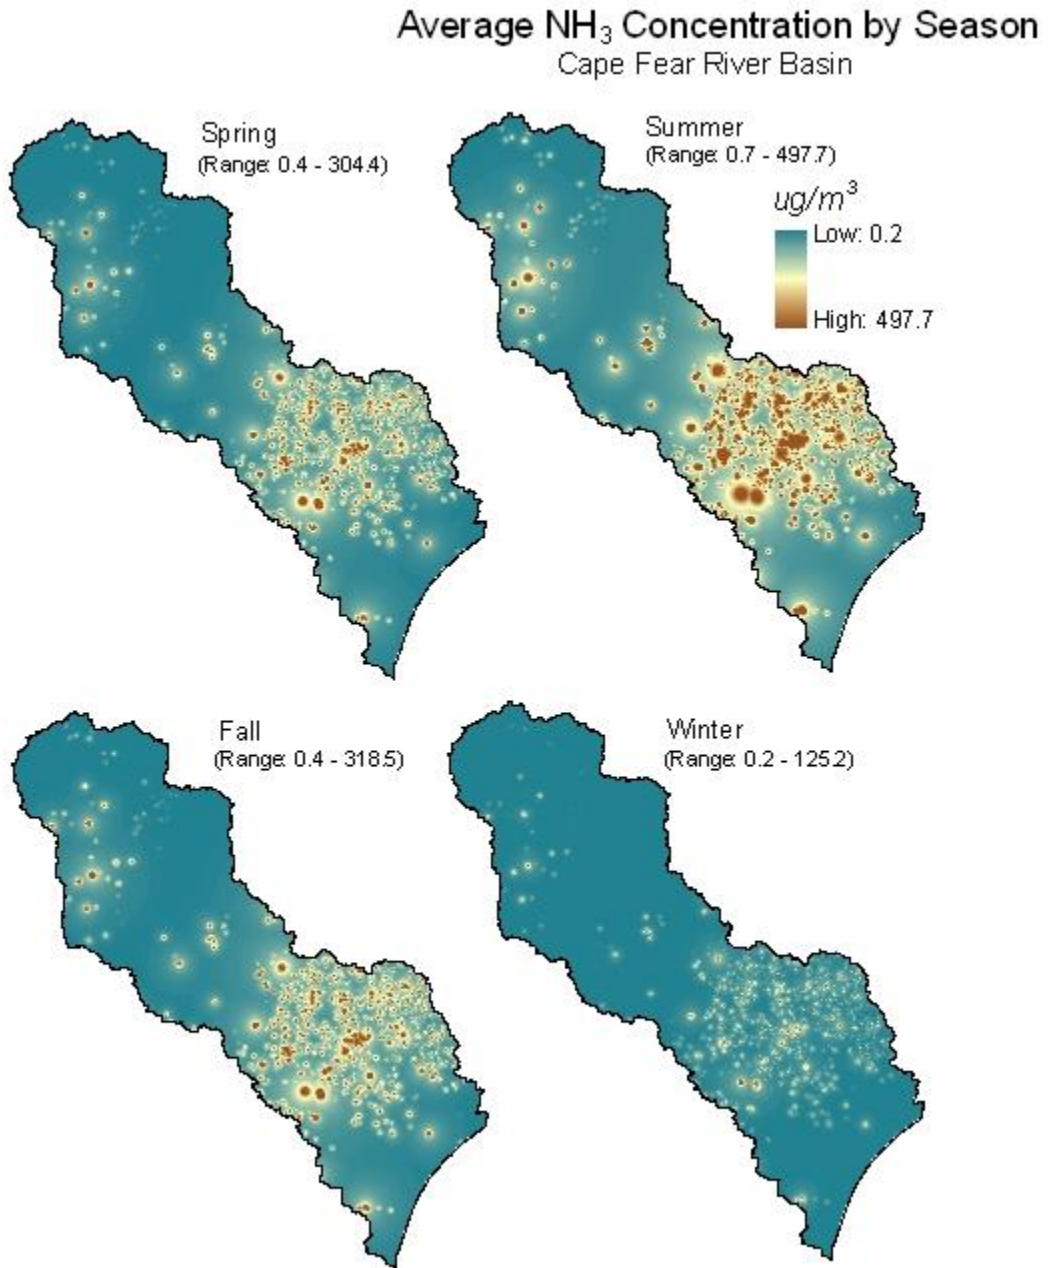 Average NH₃ Concentration by Season
Cape Fear River Basin
Spring
(Range: 0.4 - 304.4)
Summer
(Range: 0.7 - 497.7)
ug/m³
Low: 0.2
High: 497.7
Fall
(Range: 0.4 - 318.5)
Winter
(Range: 0.2 - 125.2)